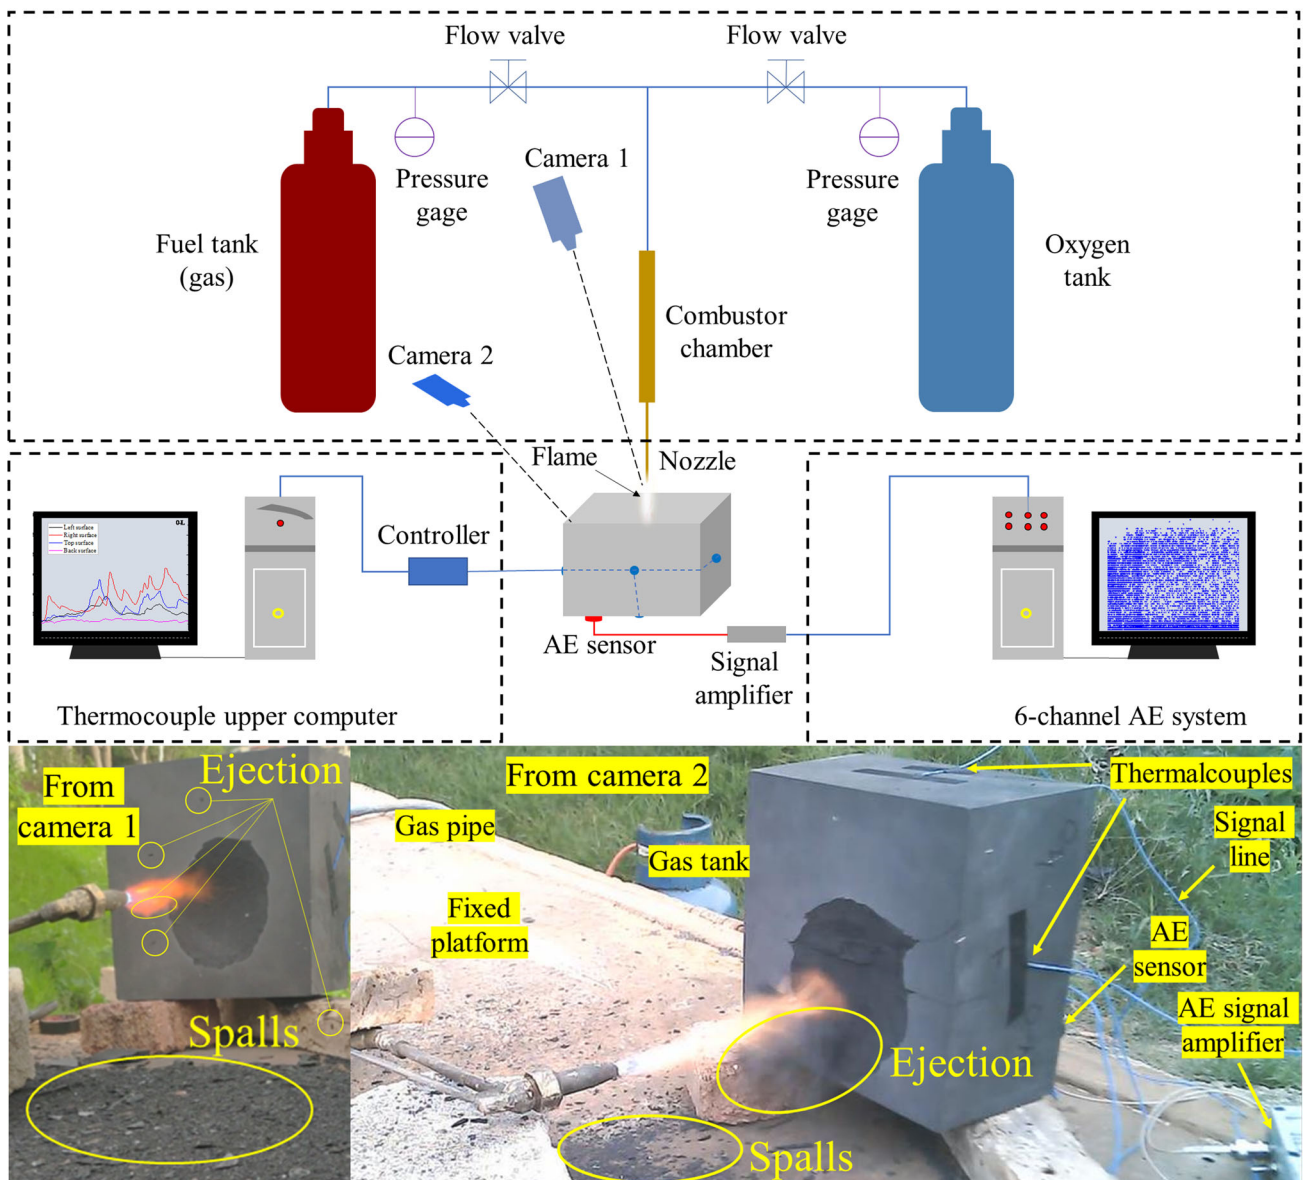 Flow valve
Flow valve
Camera 1
Pressure
gage
Pressure
gage
Fuel tank
(gas)
Oxygen
tank
Combustor
chamber
Camera 2
Flame
Nozzle
Left surface
Right surface
Top surface
Back surface
Controller
AE sensor
Signal
amplifier
Thermocouple upper computer
6-channel AE system
From
camera 1
Ejection
Spalls
From camera 2
Gas pipe
Gas tank
Fixed
platform
Thermalcouples
Signal
line
AE
sensor
AE signal
amplifier
Ejection
Spalls